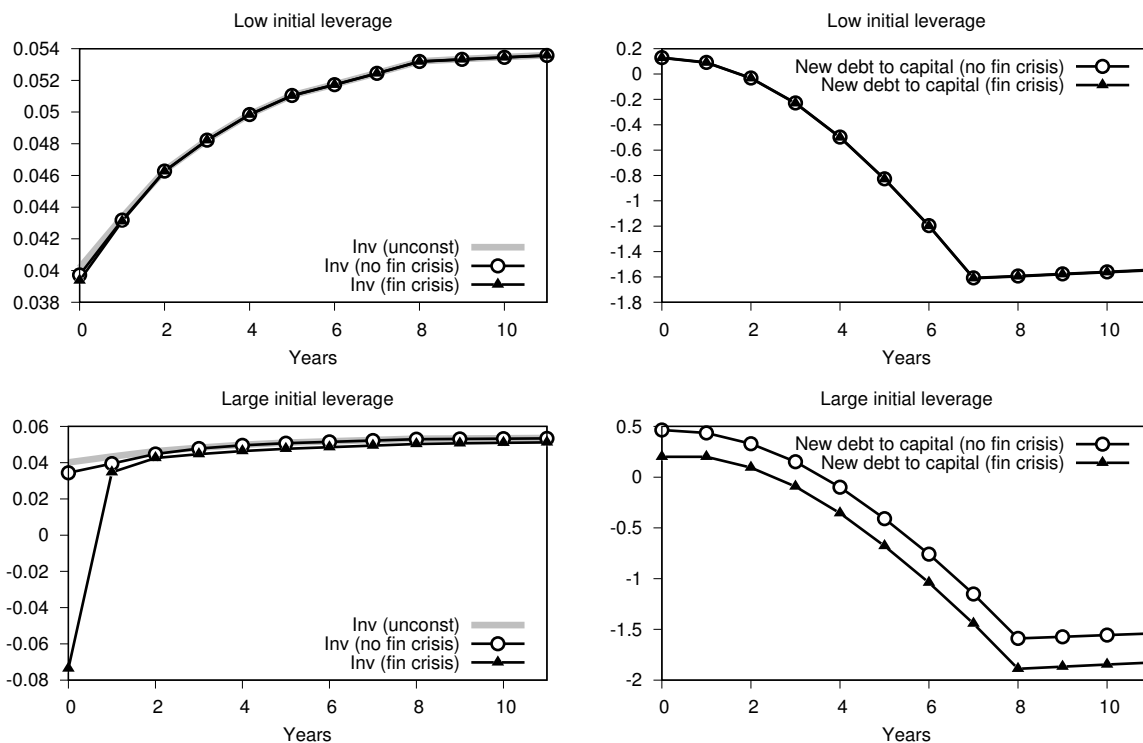 Low initial leverage
0.054
0.052
0.05
0.048
0.046
0.044
0.042
0.04
0.038
Inv (unconst)
Inv (no fin crisis)
Inv (fin crisis)
0 2 4 6 8 10
Years
Low initial leverage
0.2
0
-0.2
-0.4
-0.6
-0.8
-1
-1.2
-1.4
-1.6
-1.8
New debt to capital (no fin crisis)
New debt to capital (fin crisis)
0 2 4 6 8 10
Years
Large initial leverage
0.06
0.04
0.02
0
-0.02
-0.04
-0.06
-0.08
Inv (unconst)
Inv (no fin crisis)
Inv (fin crisis)
0 2 4 6 8 10
Years
Large initial leverage
0.5
0
-0.5
-1
-1.5
-2
New debt to capital (no fin crisis)
New debt to capital (fin crisis)
0 2 4 6 8 10
Years